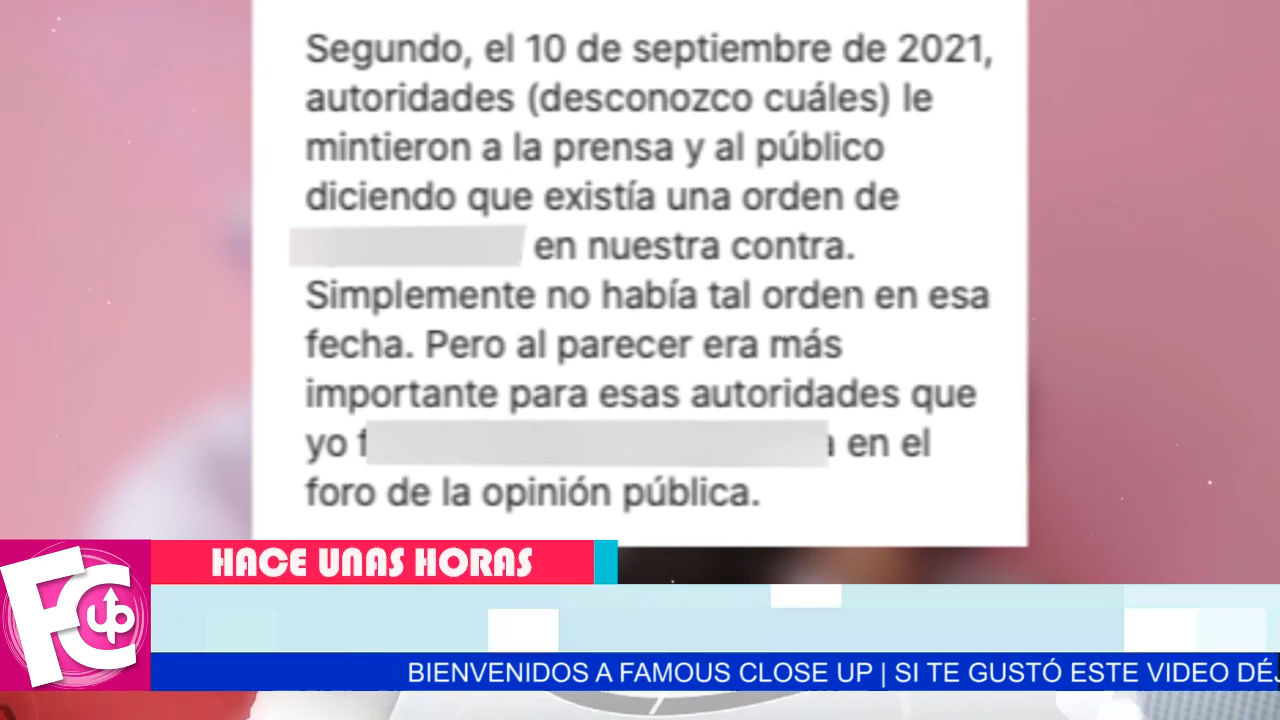 Segundo, el 10 de septiembre de 2021,
autoridades (desconozco cuáles) le
mintieron a la prensa y al público
diciendo que existía una orden de
en nuestra contra.
Simplemente no había tal orden en esa
fecha. Pero al parecer era más
importante para esas autoridades que
yo en el
foro de la opinión pública.
HACE UNAS HORAS
FC up
BIENVENIDOS A FAMOUS CLOSE UP | SI TE GUSTÓ ESTE VIDEO